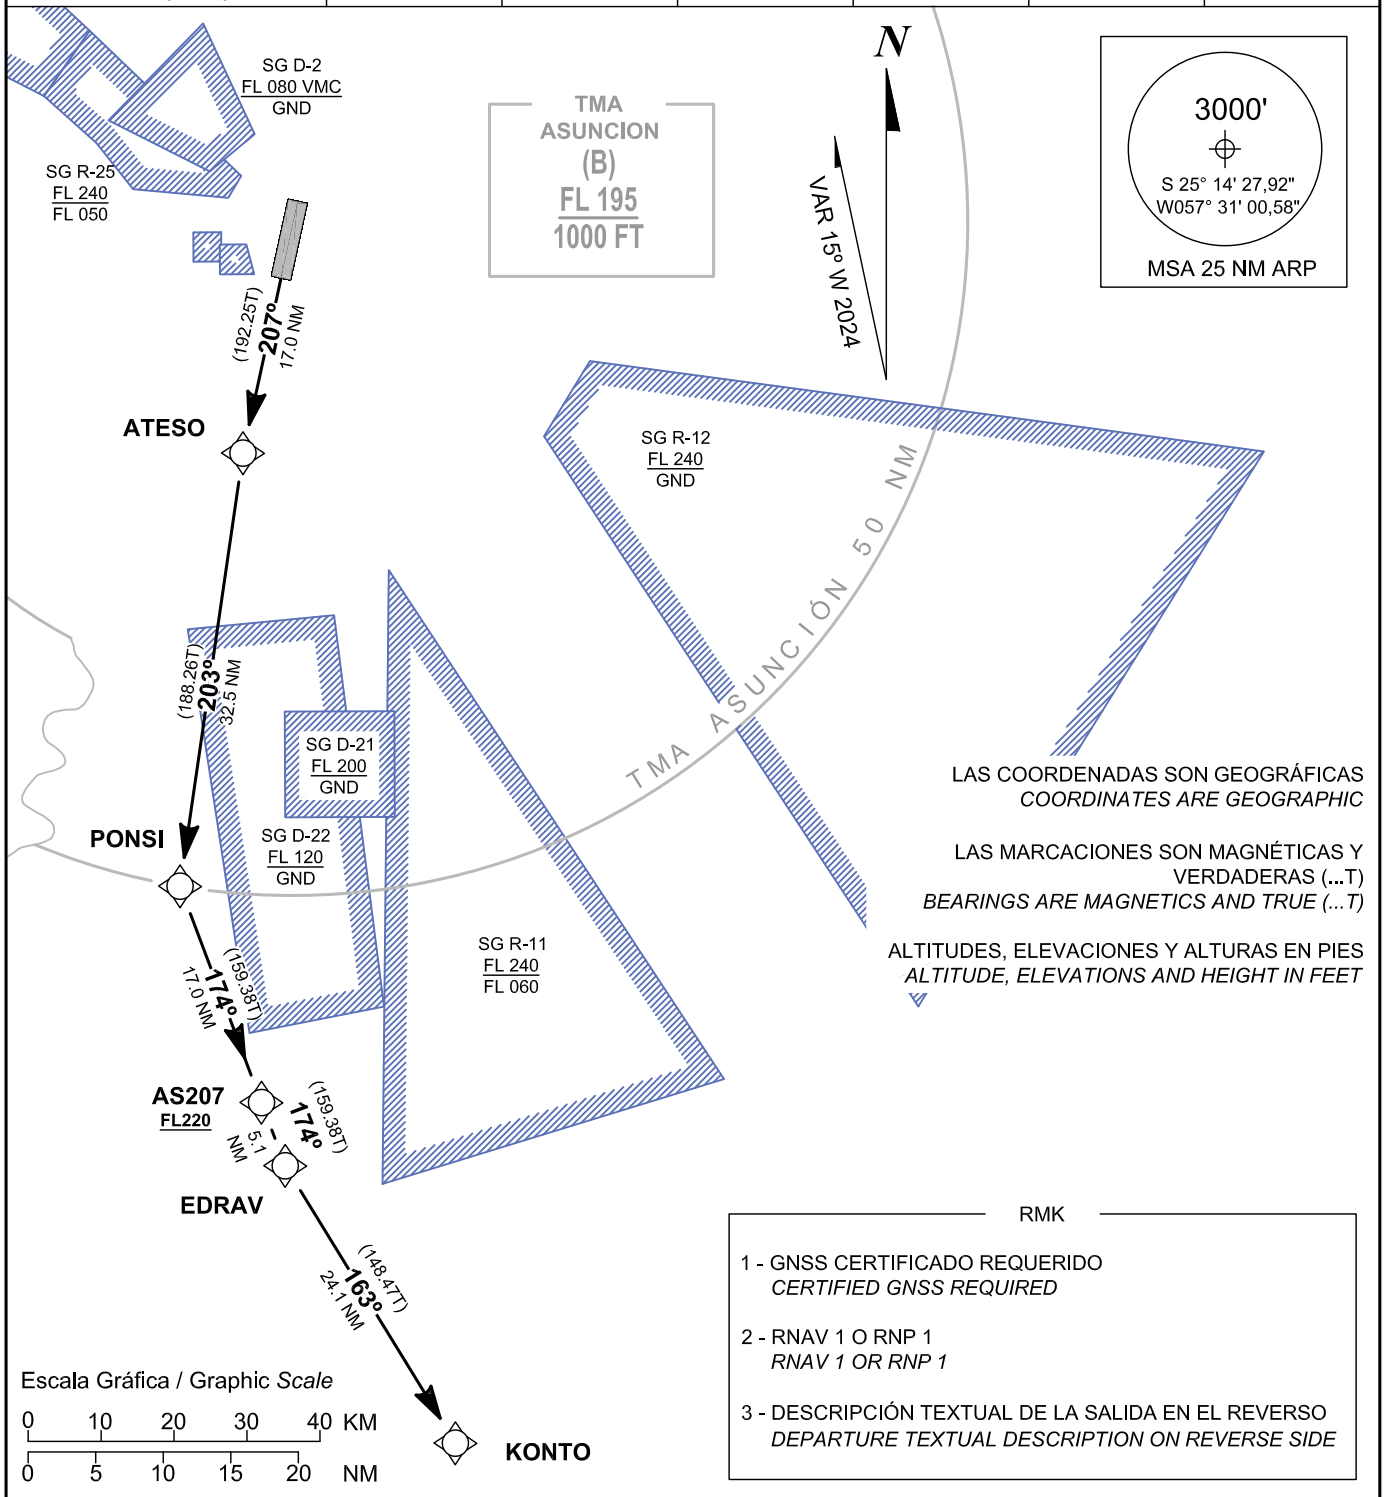 SG D-2
FL 080 VMC
GND
SG R-25
FL 240
FL 050
TMA
ASUNCION
(B)
FL 195
1000 FT
N
VAR 15º W 2024
3000'
S 25° 14' 27,92"
W057° 31' 00,58"
MSA 25 NM ARP
(192.25T)
207º
17.0 NM
ATESO
SG R-12
FL 240
GND
TMA ASUNCIÓN 50 NM
(188.26T)
203º
32.5 NM
SG D-21
FL 200
GND
PONSI
SG D-22
FL 120
GND
LAS COORDENADAS SON GEOGRÁFICAS
COORDINATES ARE GEOGRAPHIC
LAS MARCACIONES SON MAGNÉTICAS Y
VERDADERAS (...T)
BEARINGS ARE MAGNETICS AND TRUE (...T)
ALTITUDES, ELEVACIONES Y ALTURAS EN PIES
ALTITUDE, ELEVATIONS AND HEIGHT IN FEET
SG R-11
FL 240
FL 060
(159.38T)
174º
17.0 NM
AS207
FL220
(159.38T)
174º
5.1
NM
EDRAV
(148.47T)
163º
24.1 NM
KONTO
RMK
1 - GNSS CERTIFICADO REQUERIDO
CERTIFIED GNSS REQUIRED
2 - RNAV 1 O RNP 1
RNAV 1 OR RNP 1
3 - DESCRIPCIÓN TEXTUAL DE LA SALIDA EN EL REVERSO
DEPARTURE TEXTUAL DESCRIPTION ON REVERSE SIDE
Escala Gráfica / Graphic Scale
0 10 20 30 40 KM
0 5 10 15 20 NM